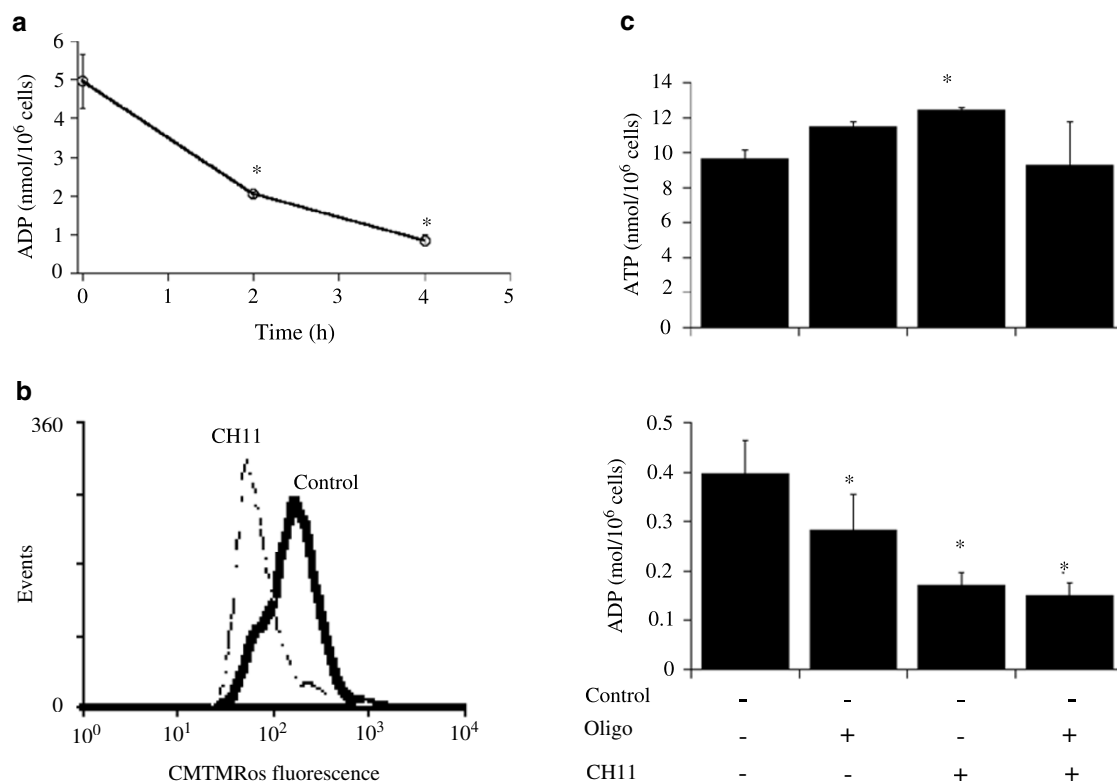 a
6
5
4
3
2
1
0
ADP (nmol/10⁶ cells)
*
*
0 1 2 3 4 5
Time (h)
b
360
0
Events
CH11
Control
10⁰ 10¹ 10² 10³ 10⁴
CMTMRos fluorescence
c
14
12
10
8
6
4
2
0
ATP (nmol/10⁶ cells)
*
0.5
0.4
0.3
0.2
0.1
0
ADP (mol/10⁶ cells)
*
*
*
Control - - - -
Oligo - + - +
CH11 - - + +